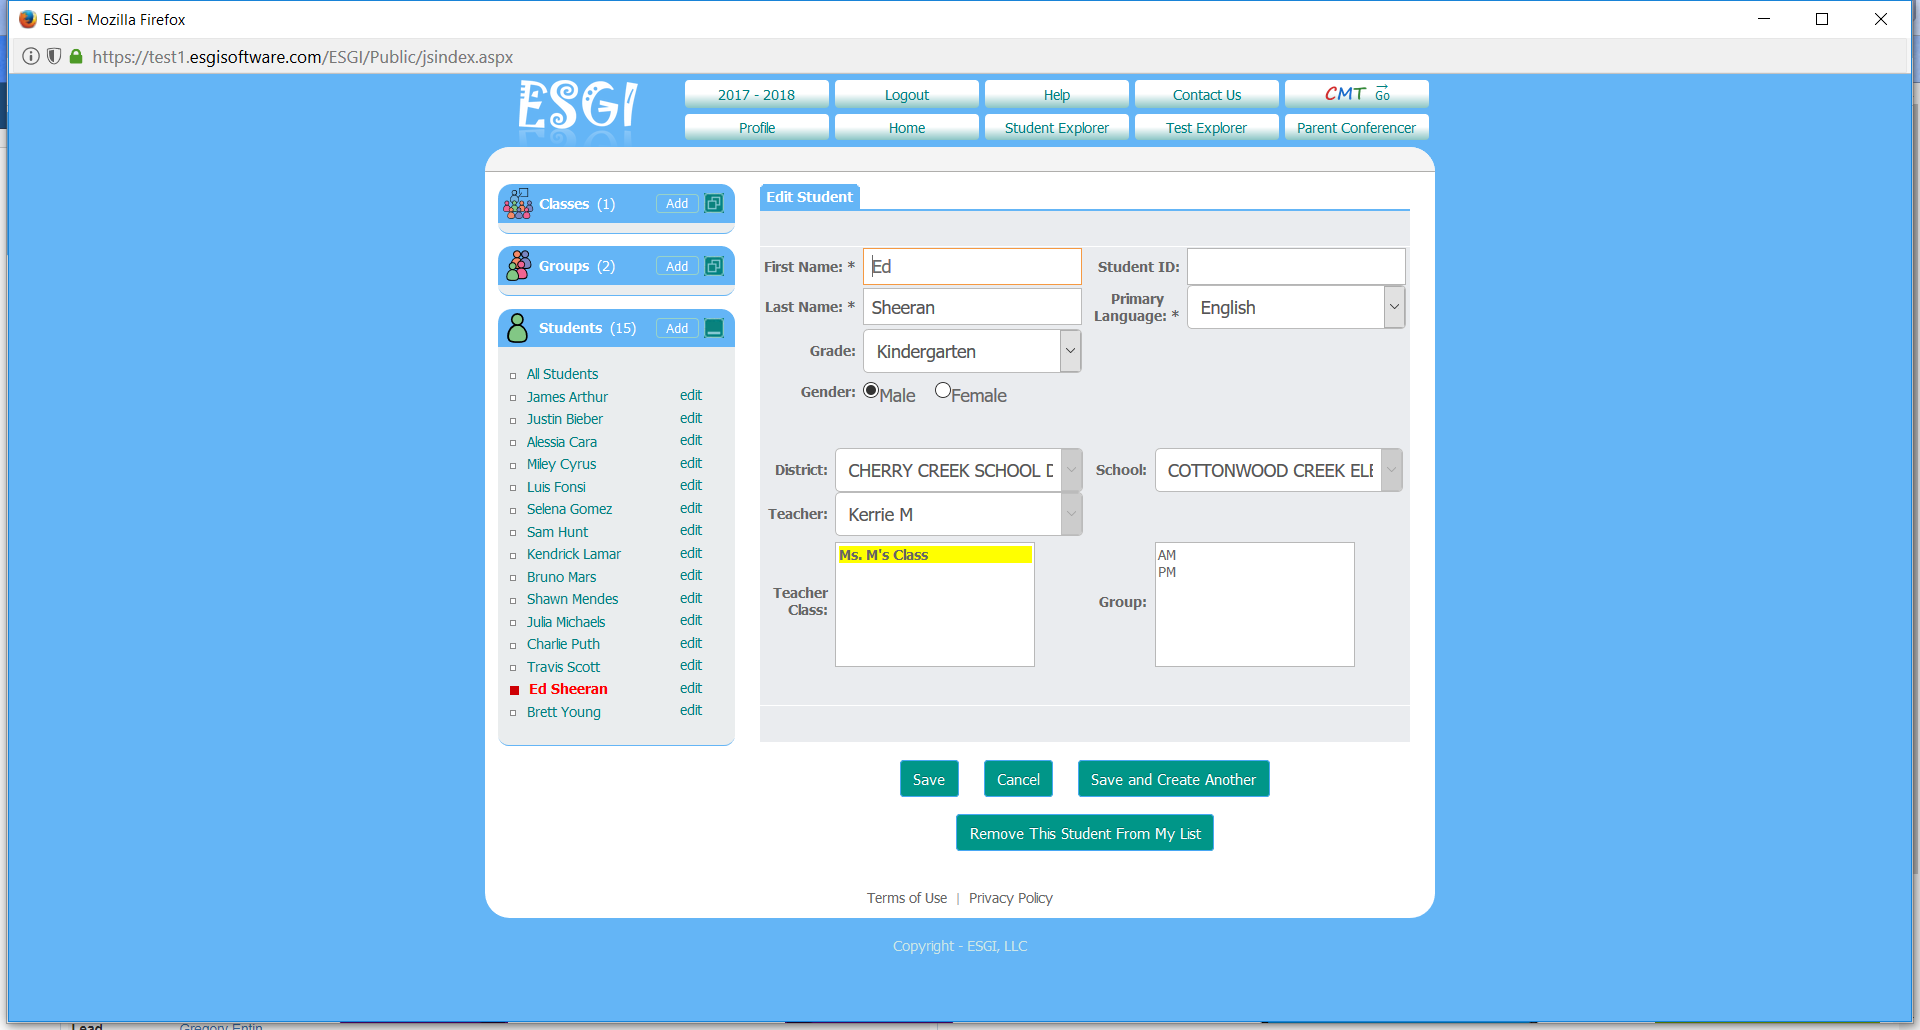 ESGI - Mozilla Firefox
https://test1.esgisoftware.com/ESGI/Public/jsindex.aspx
ESGI
2017 - 2018 Logout Help Contact Us CMT Go
Profile Home Student Explorer Test Explorer Parent Conferencer
Classes (1) Add
Groups (2) Add
Students (15) Add
All Students
James Arthur edit
Justin Bieber edit
Alessia Cara edit
Miley Cyrus edit
Luis Fonsi edit
Selena Gomez edit
Sam Hunt edit
Kendrick Lamar edit
Bruno Mars edit
Shawn Mendes edit
Julia Michaels edit
Charlie Puth edit
Travis Scott edit
Ed Sheeran edit
Brett Young edit
Edit Student
First Name: * Ed Student ID:
Last Name: * Sheeran Primary Language: * English
Grade: Kindergarten
Gender: Male Female
District: CHERRY CREEK SCHOOL D School: COTTONWOOD CREEK ELE
Teacher: Kerrie M
Teacher Class: Ms. M's Class
Group: AM
PM
Save Cancel Save and Create Another
Remove This Student From My List
Terms of Use | Privacy Policy
Copyright - ESGI, LLC
Lead Gregory Entin